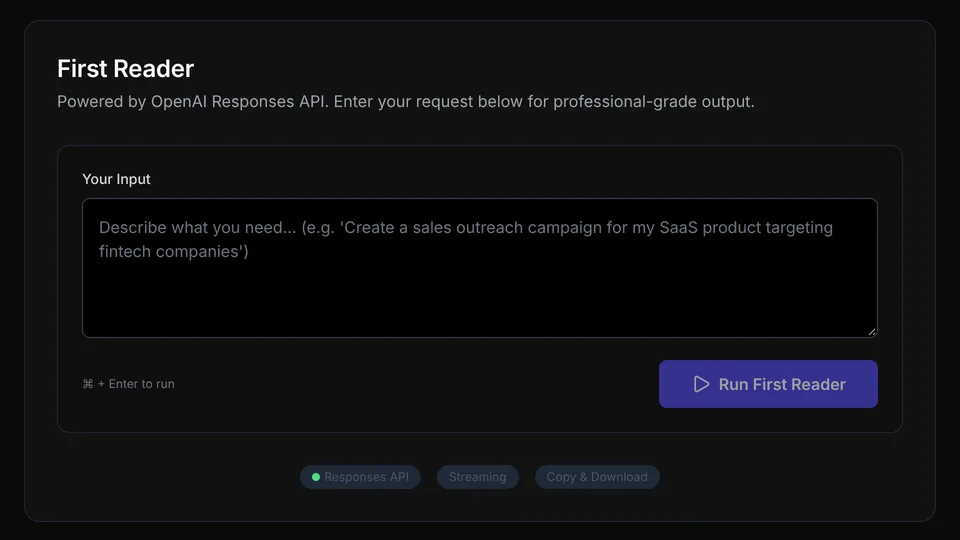 First Reader
Powered by OpenAI Responses API. Enter your request below for professional-grade output.
Your Input
Describe what you need... (e.g. 'Create a sales outreach campaign for my SaaS product targeting
fintech companies')
⌘ + Enter to run
Run First Reader
Responses API
Streaming
Copy & Download